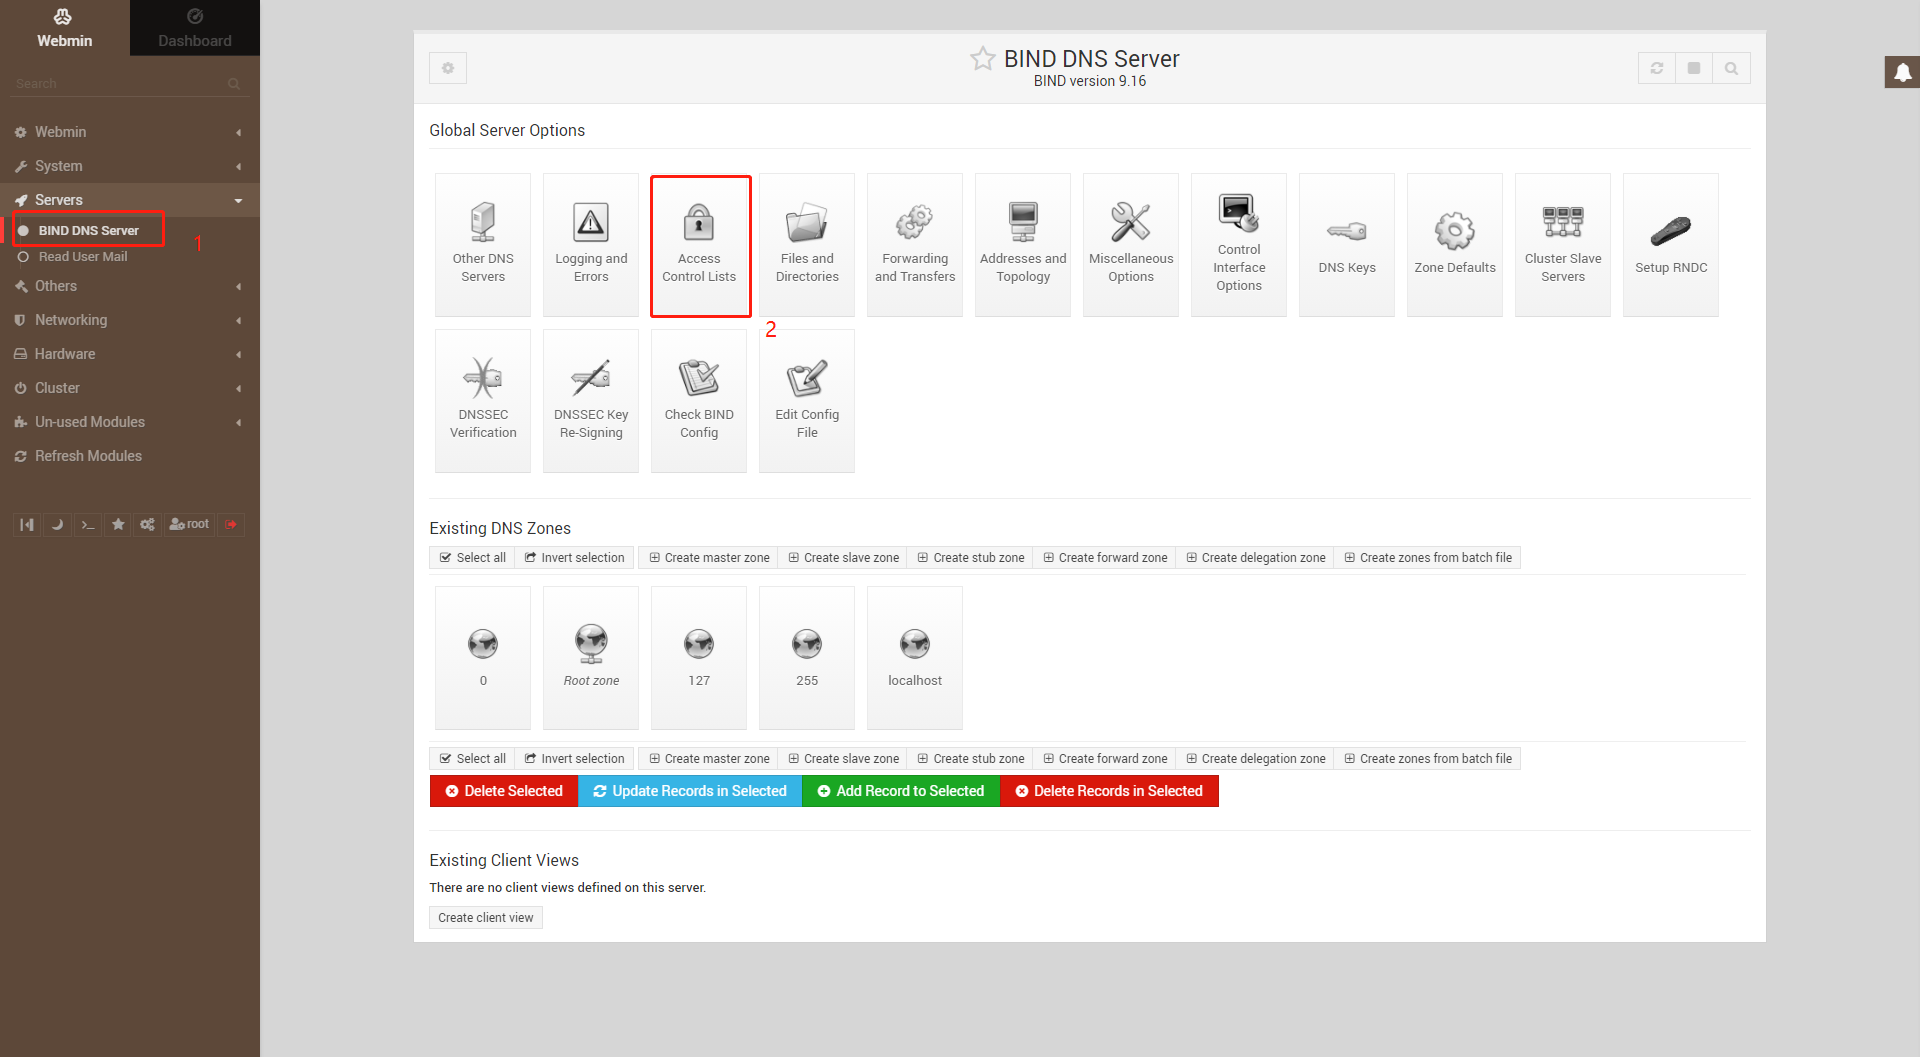 Webmin
Dashboard
Search
Webmin
System
Servers
BIND DNS Server
1
Read User Mail
Others
Networking
Hardware
Cluster
Un-used Modules
Refresh Modules
root
BIND DNS Server
BIND version 9.16
Global Server Options
Other DNS
Servers
Logging and
Errors
Access
Control Lists
Files and
Directories
Forwarding
and Transfers
Addresses and
Topology
Miscellaneous
Options
Control
Interface
Options
DNS Keys
Zone Defaults
Cluster Slave
Servers
Setup RNDC
2
DNSSEC
Verification
DNSSEC Key
Re-Signing
Check BIND
Config
Edit Config
File
Existing DNS Zones
Select all Invert selection Create master zone Create slave zone Create stub zone Create forward zone Create delegation zone Create zones from batch file
0
Root zone
127
255
localhost
Select all Invert selection Create master zone Create slave zone Create stub zone Create forward zone Create delegation zone Create zones from batch file
Delete Selected Update Records in Selected Add Record to Selected Delete Records in Selected
Existing Client Views
There are no client views defined on this server.
Create client view